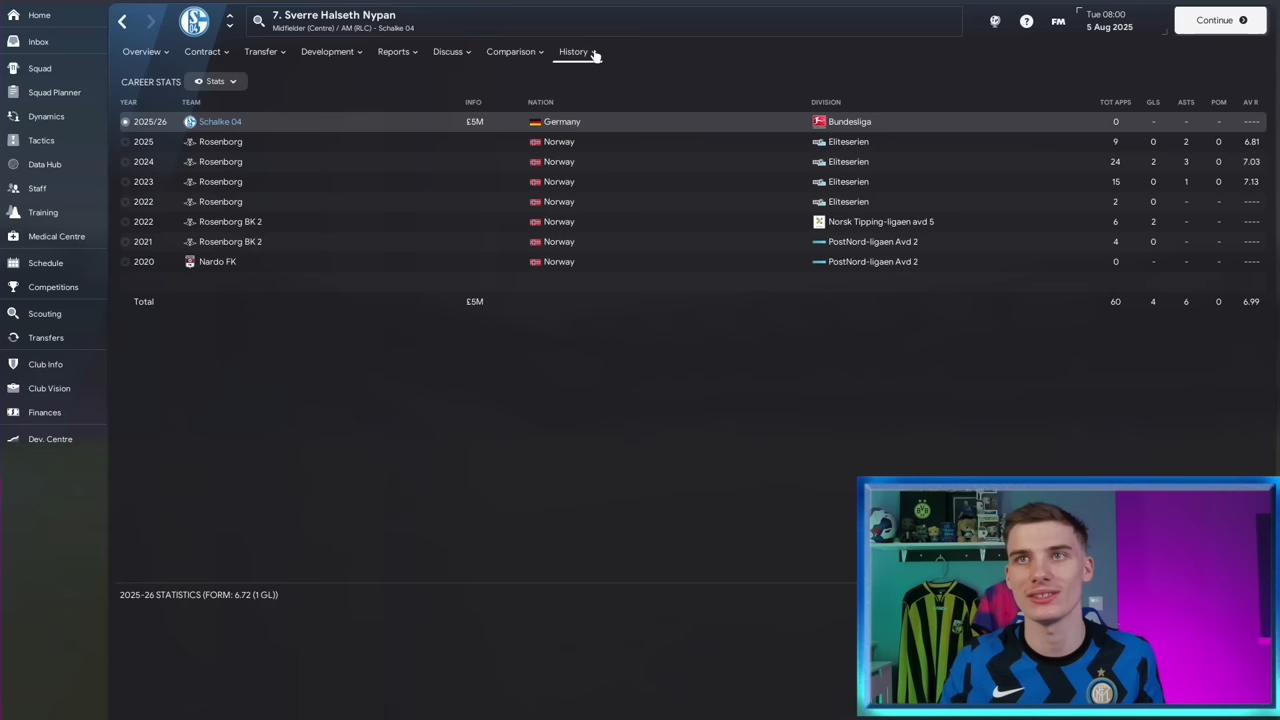 Home
Inbox
Squad
Squad Planner
Dynamics
Tactics
Data Hub
Staff
Training
Medical Centre
Schedule
Competitions
Scouting
Transfers
Club Info
Club Vision
Finances
Dev. Centre
7. Sverre Halseth Nypan
Midfielder (Centre) / AM (RLC) - Schalke 04
FM
Tue 08:00
5 Aug 2025
Continue
Overview Contract Transfer Development Reports Discuss Comparison History
CAREER STATS Stats
YEAR TEAM INFO NATION DIVISION TOT APPS GLS ASTS POM AV R
2025/26 Schalke 04 £5M Germany Bundesliga 0 - - - ----
2025 Rosenborg Norway Eliteserien 9 0 2 0 6.81
2024 Rosenborg Norway Eliteserien 24 2 3 0 7.03
2023 Rosenborg Norway Eliteserien 15 0 1 0 7.13
2022 Rosenborg Norway Eliteserien 2 0 - - ----
2022 Rosenborg BK 2 Norway Norsk Tipping-ligaen avd 5 6 2 - - ----
2021 Rosenborg BK 2 Norway PostNord-ligaen Avd 2 4 0 - - ----
2020 Nardo FK Norway PostNord-ligaen Avd 2 0 - - - ----
Total £5M 60 4 6 0 6.99
2025-26 STATISTICS (FORM: 6.72 (1 GL))